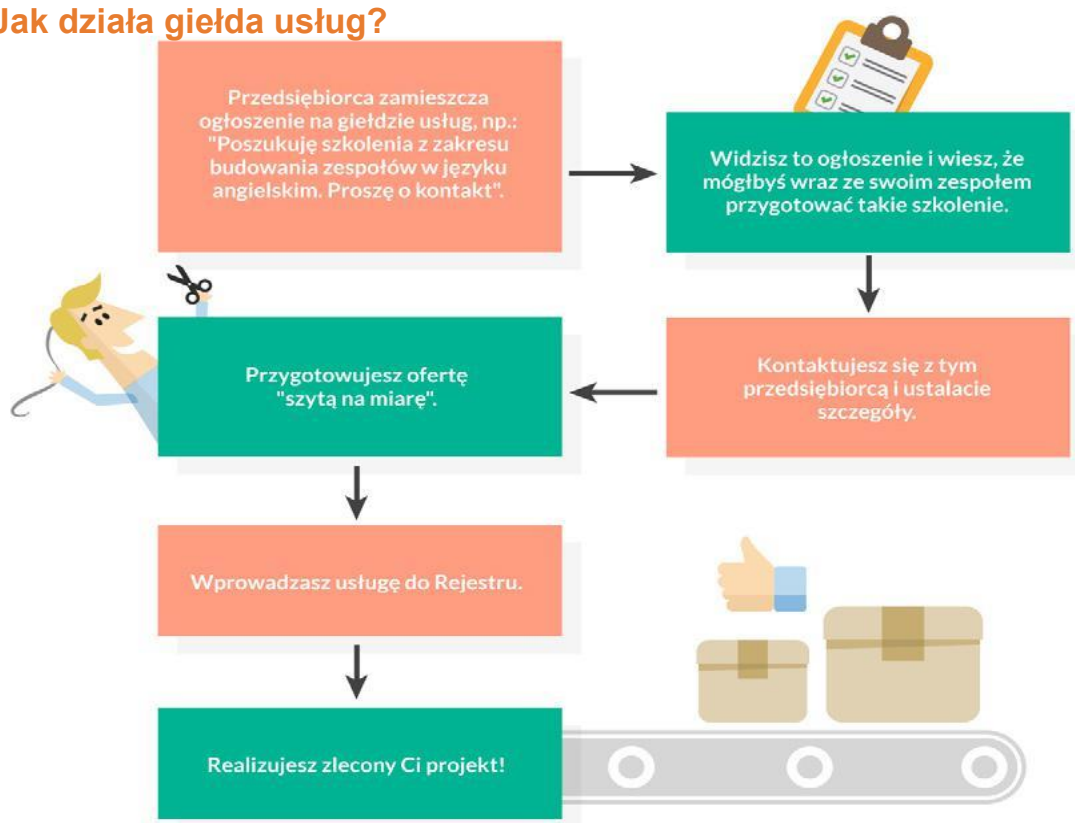 Jak działa giełda usług?
Przedsiębiorca zamieszcza
ogłoszenie na giełdzie usług, np.:
"Poszukuję szkolenia z zakresu
budowania zespołów w języku
angielskim. Proszę o kontakt".
Widzisz to ogłoszenie i wiesz, że
mógłbyś wraz ze swoim zespołem
przygotować takie szkolenie.
Kontaktujesz się z tym
przedsiębiorcą i ustalacie
szczegóły.
Przygotowujesz ofertę
"szytą na miarę".
Wprowadzasz usługę do Rejestru.
Realizujesz zlecony Ci projekt!